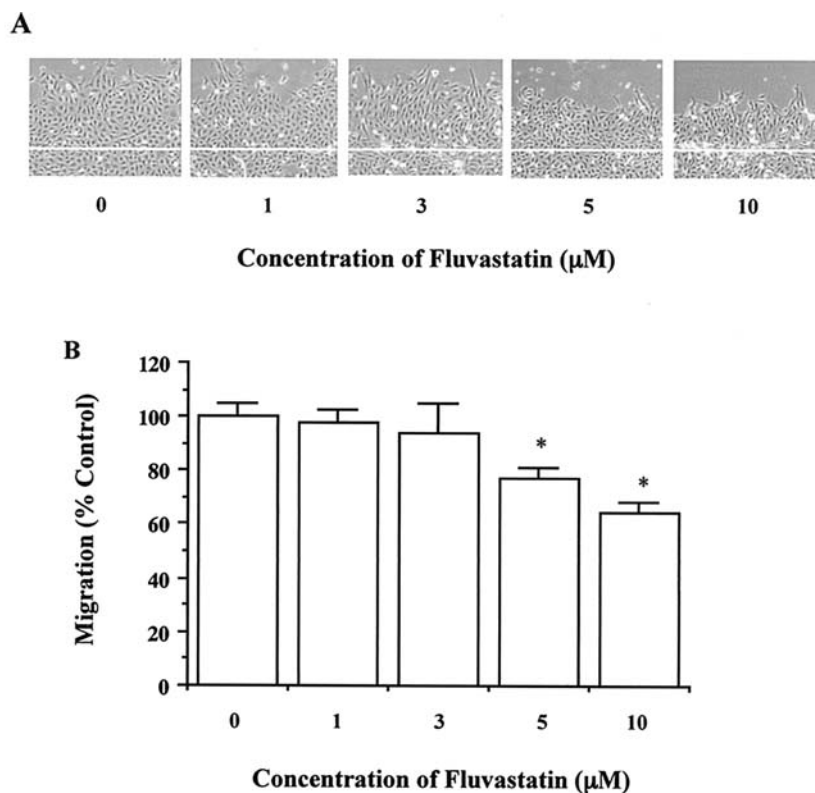 A
0 1 3 5 10
Concentration of Fluvastatin (μM)
B
Migration (% Control)
120
100
80
60
40
20
0
* *
0 1 3 5 10
Concentration of Fluvastatin (μM)